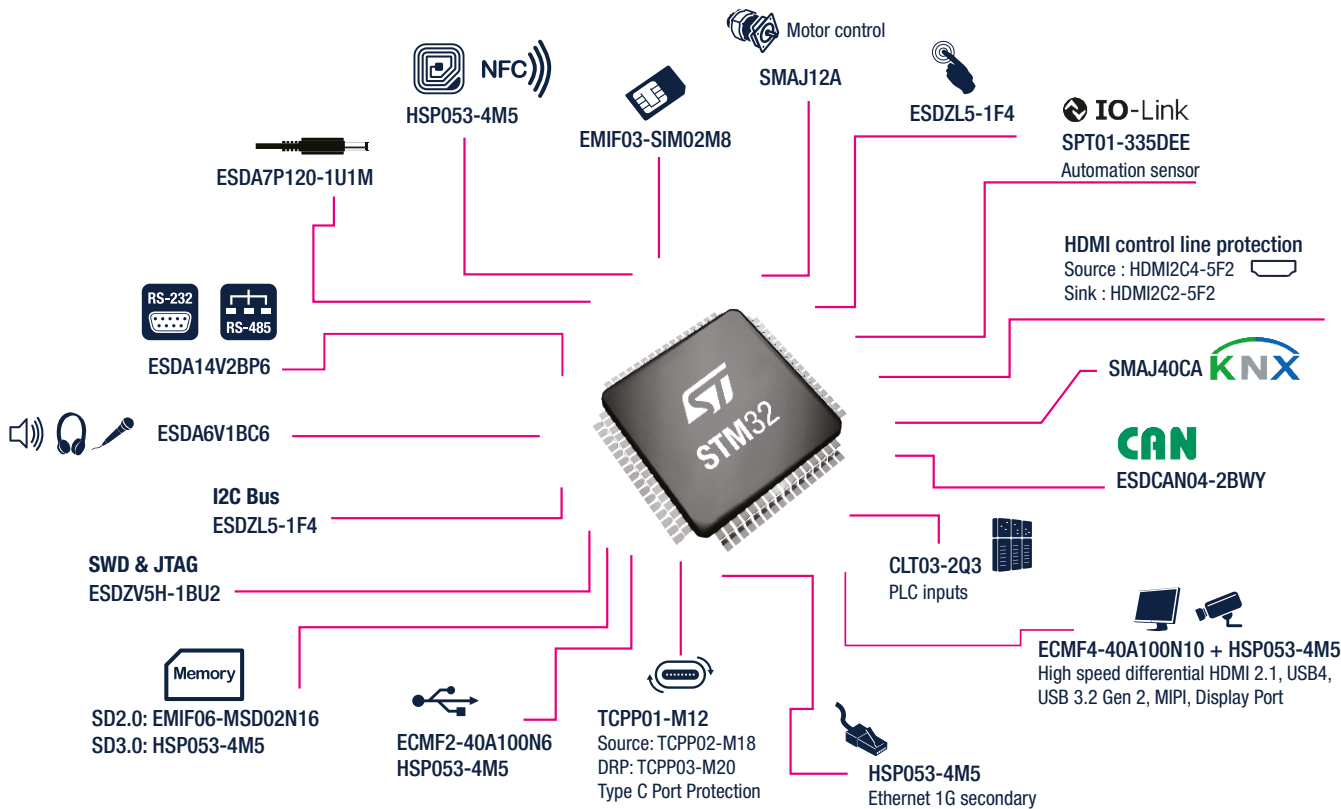 Motor control
SMAJ12A
NFC
HSP053-4M5
EMIF03-SIM02M8
ESDZL5-1F4
IO-Link
SPT01-335DEE
Automation sensor
ESDA7P120-1U1M
HDMI control line protection
Source : HDMI2C4-5F2
Sink : HDMI2C2-5F2
RS-232
RS-485
ESDA14V2BP6
SMAJ40CA
KNX
ST
STM32
ESDA6V1BC6
CAN
ESDCAN04-2BWY
I2C Bus
ESDZL5-1F4
SWD & JTAG
ESDZV5H-1BU2
CLT03-2Q3
PLC inputs
Memory
SD2.0: EMIF06-MSD02N16
SD3.0: HSP053-4M5
ECMF2-40A100N6
HSP053-4M5
TCPP01-M12
Source: TCPP02-M18
DRP: TCPP03-M20
Type C Port Protection
HSP053-4M5
Ethernet 1G secondary
ECMF4-40A100N10 + HSP053-4M5
High speed differential HDMI 2.1, USB4,
USB 3.2 Gen 2, MIPI, Display Port